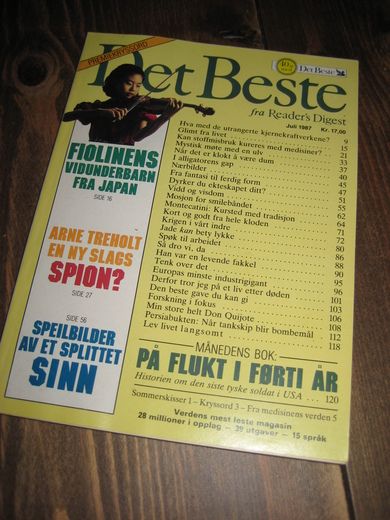 PREMIEKRYSSORD
Det Beste
40 år
Det Beste
fra Reader's Digest
Juli 1987 Kr. 17,00
FIOLINENS
VIDUNDERBARN
FRA JAPAN
SIDE 16
ARNE TREHOLT
EN NY SLAGS
SPION?
SIDE 27
SIDE 56
SPEILBILDER
AV ET SPLITTET
SINN
Hva med de utrangerte kjernekraftverkene? 9
Glimt fra livet 15
Kan stoffmisbruk kureres med medisiner? 21
Mystisk møte med en ulv
Når det er klokt å være dum 33
I alligatorens gap 37
Nærbilder 40
Fra fantasi til ferdig form 45
Dyrker du ekteskapet ditt?
Vidd og visdom
Mosjon for smilebåndet
Montecatini: Kursted med tradisjon 62
Kort og godt fra hele kloden 64
Krigen i vårt indre
Jade kan bety lykke 72
Spøk til arbeidet 80
Så dro vi, da 86
Han var en levende fakkel 88
Tenk over det 90
Europas minste industrigigant 95
Derfor tror jeg på et liv etter døden 96
Den beste gave du kan gi 101
Forskning i fokus 103
Min store helt Don Quijote 106
Persiabukten: Når tankskip blir bombemål 108
Lev livet langsomt 112
118
MÅNEDENS BOK:
PÅ FLUKT I FØRTI ÅR
Historien om den siste tyske soldat i USA ... 120
Sommerskisser 1 – Kryssord 3 – Fra medisinens verden 5
Verdens mest leste magasin
28 millioner i opplag — 39 utgaver — 15 språk